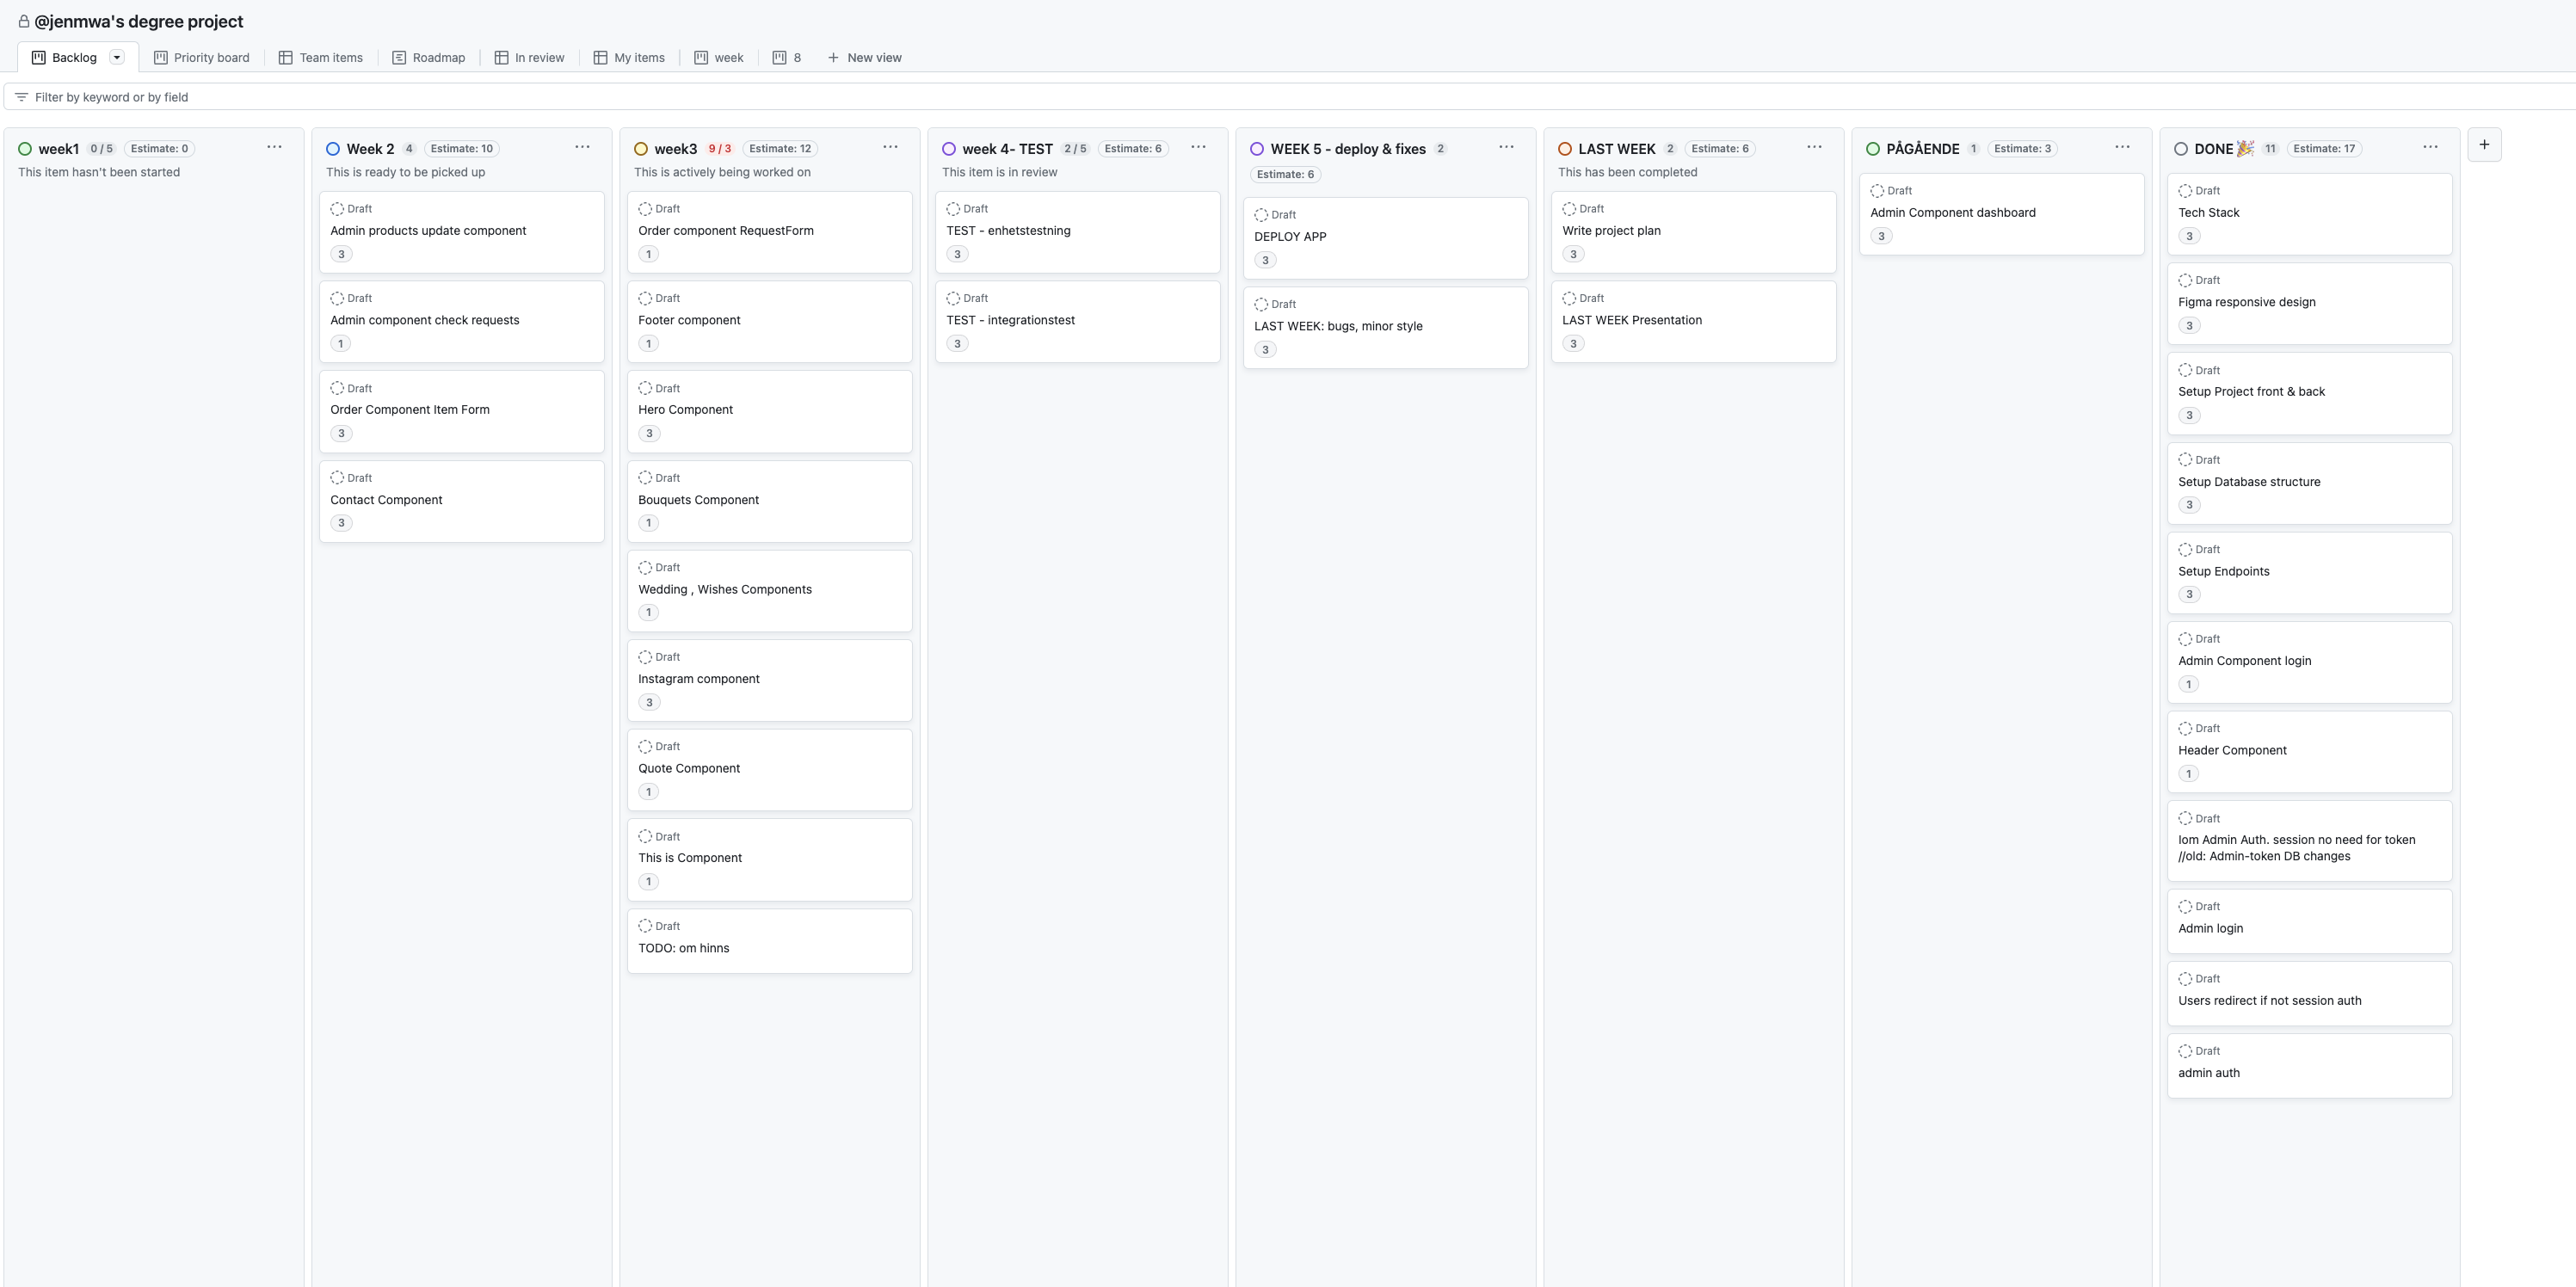 @jenmwa's degree project
Backlog
Priority board
Team items
Roadmap
In review
My items
week
8
New view
Filter by keyword or by field
week1 0 / 5 Estimate: 0
This item hasn't been started
Week 2 4 Estimate: 10
This is ready to be picked up
Draft
Admin products update component
3
Draft
Admin component check requests
1
Draft
Order Component Item Form
3
Draft
Contact Component
3
week3 9 / 3 Estimate: 12
This is actively being worked on
Draft
Order component RequestForm
1
Draft
Footer component
1
Draft
Hero Component
3
Draft
Bouquets Component
1
Draft
Wedding , Wishes Components
1
Draft
Instagram component
3
Draft
Quote Component
1
Draft
This is Component
1
Draft
TODO: om hinns
week 4- TEST 2 / 5 Estimate: 6
This item is in review
Draft
TEST - enhetstestning
3
Draft
TEST - integrationstest
3
WEEK 5 - deploy & fixes 2
Estimate: 6
Draft
DEPLOY APP
3
Draft
LAST WEEK: bugs, minor style
3
LAST WEEK 2 Estimate: 6
This has been completed
Draft
Write project plan
3
Draft
LAST WEEK Presentation
3
PÅGÅENDE 1 Estimate: 3
Draft
Admin Component dashboard
3
DONE🎉 11 Estimate: 17
Draft
Tech Stack
3
Draft
Figma responsive design
3
Draft
Setup Project front & back
3
Draft
Setup Database structure
3
Draft
Setup Endpoints
3
Draft
Admin Component login
1
Draft
Header Component
1
Draft
Iom Admin Auth. session no need for token
//old: Admin-token DB changes
Draft
Admin login
Draft
Users redirect if not session auth
Draft
admin auth